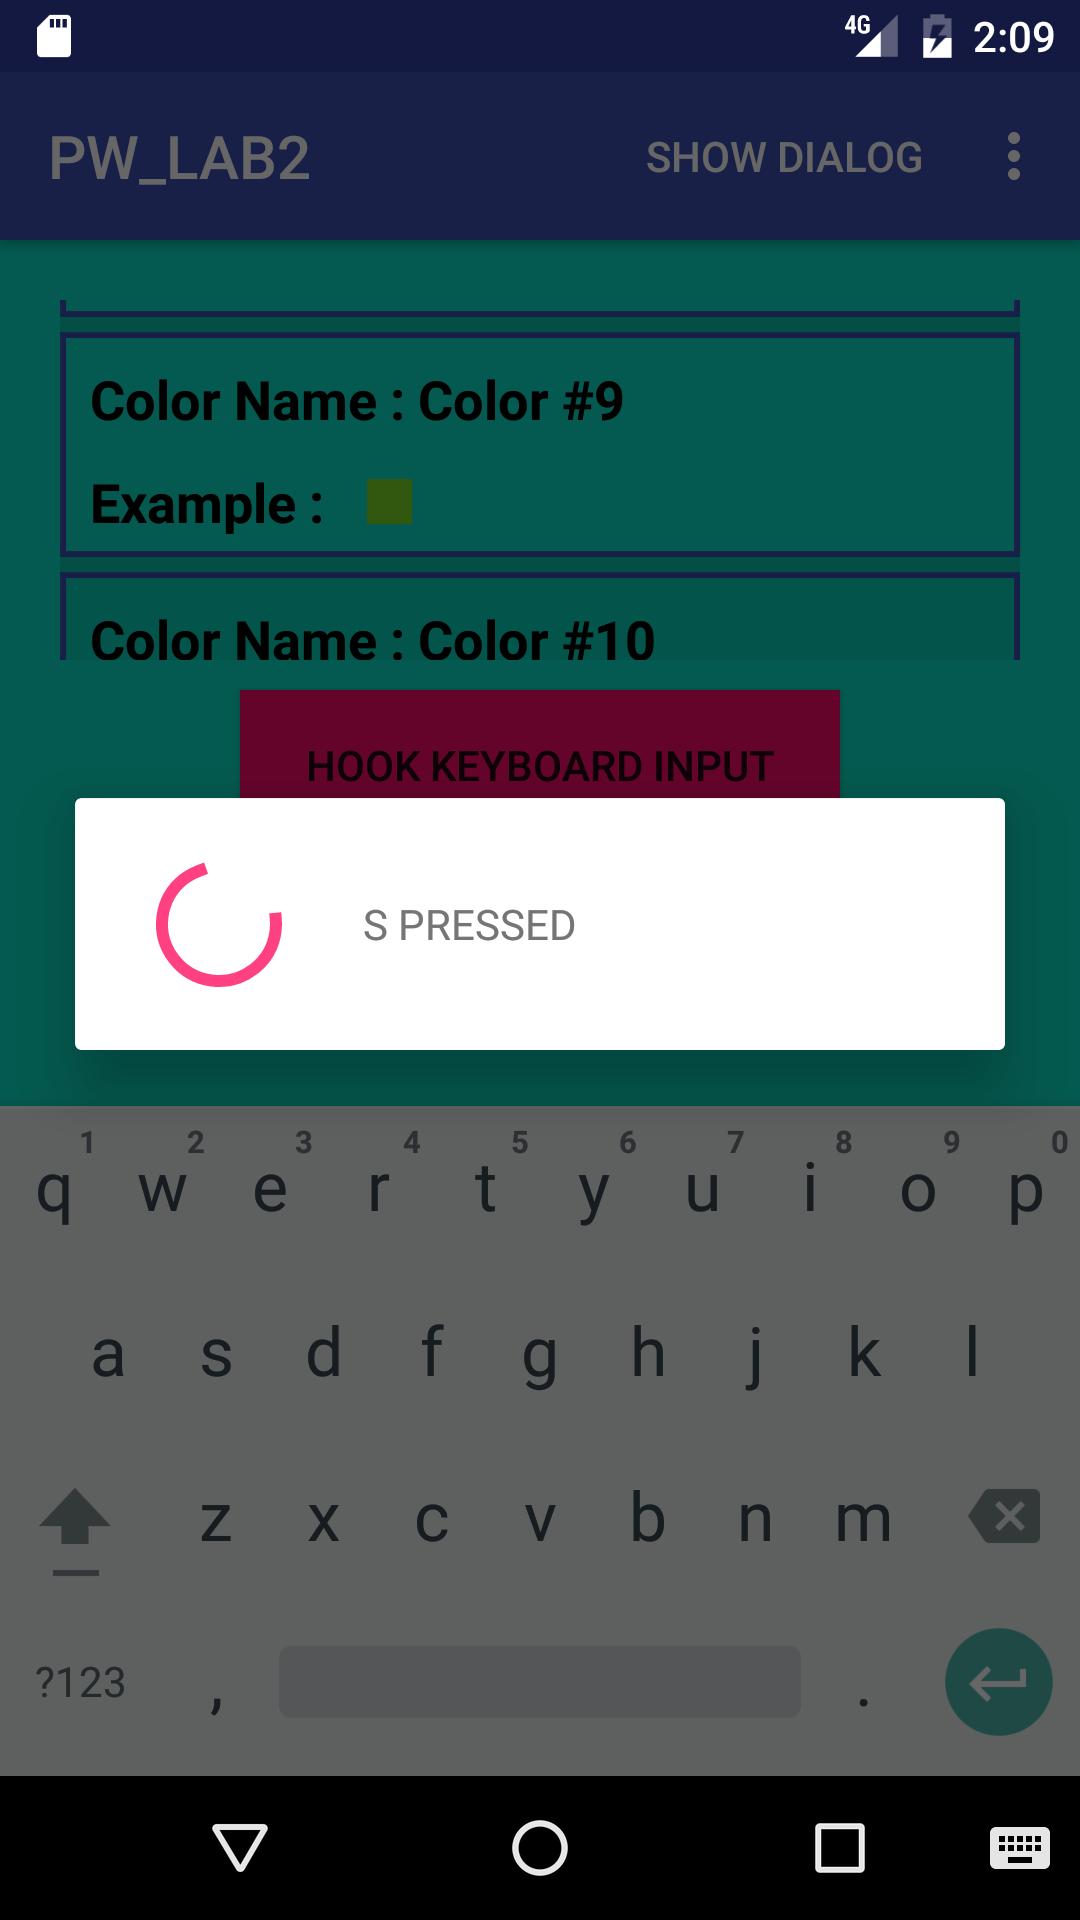 4G 2:09
PW_LAB2 SHOW DIALOG
Color Name : Color #9
Example :
Color Name : Color #10
HOOK KEYBOARD INPUT
S PRESSED
1 2 3 4 5 6 7 8 9 0
q w e r t y u i o p
a s d f g h j k l
z x c v b n m
?123 , .